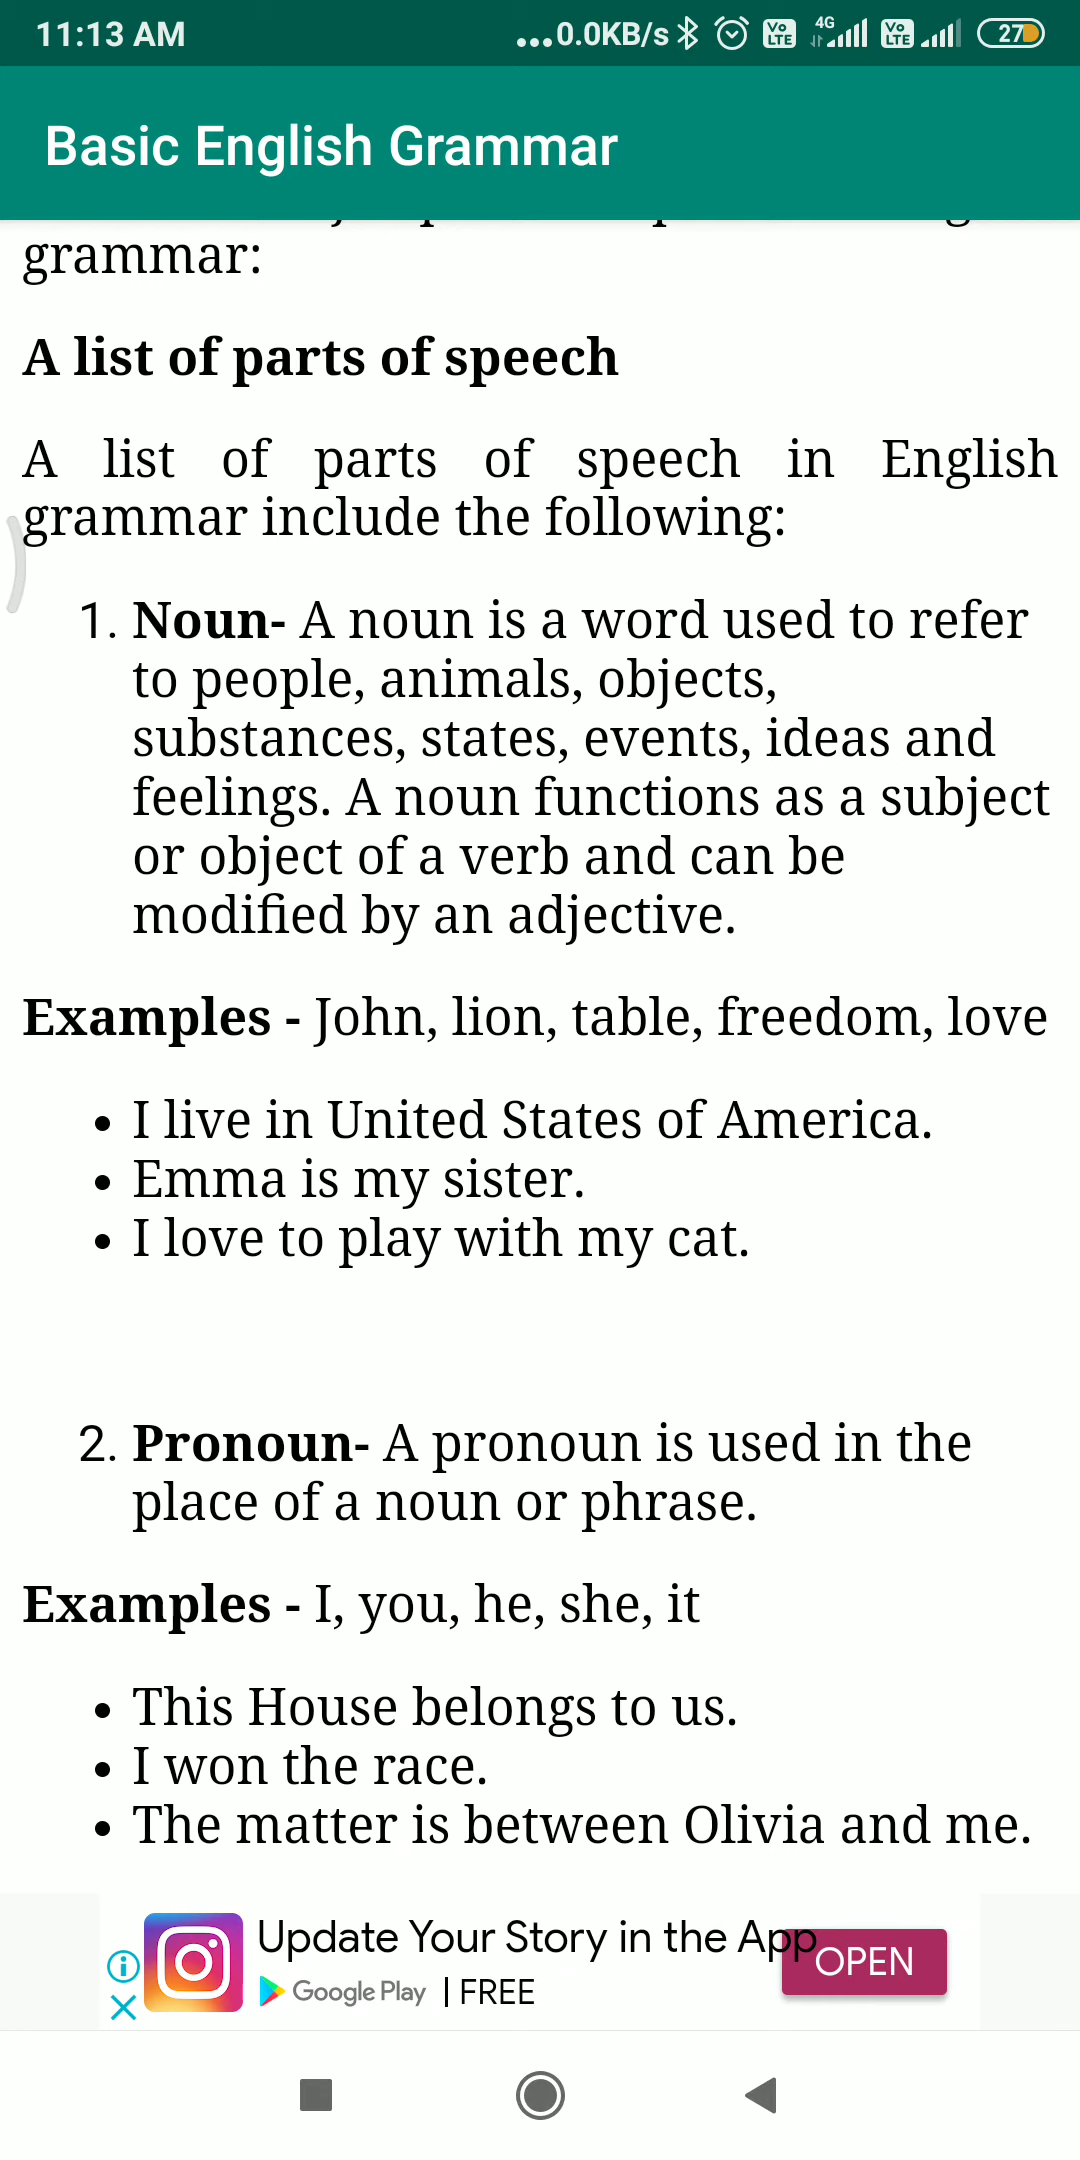 11:13 AM
...0.0KB/s Vo LTE 4G Vo LTE 27
Basic English Grammar
grammar:
A list of parts of speech
A list of parts of speech in English
grammar include the following:
1. Noun- A noun is a word used to refer
to people, animals, objects,
substances, states, events, ideas and
feelings. A noun functions as a subject
or object of a verb and can be
modified by an adjective.
Examples - John, lion, table, freedom, love
• I live in United States of America.
• Emma is my sister.
• I love to play with my cat.
2. Pronoun- A pronoun is used in the
place of a noun or phrase.
Examples - I, you, he, she, it
• This House belongs to us.
• I won the race.
• The matter is between Olivia and me.
Update Your Story in the App
OPEN
Google Play | FREE